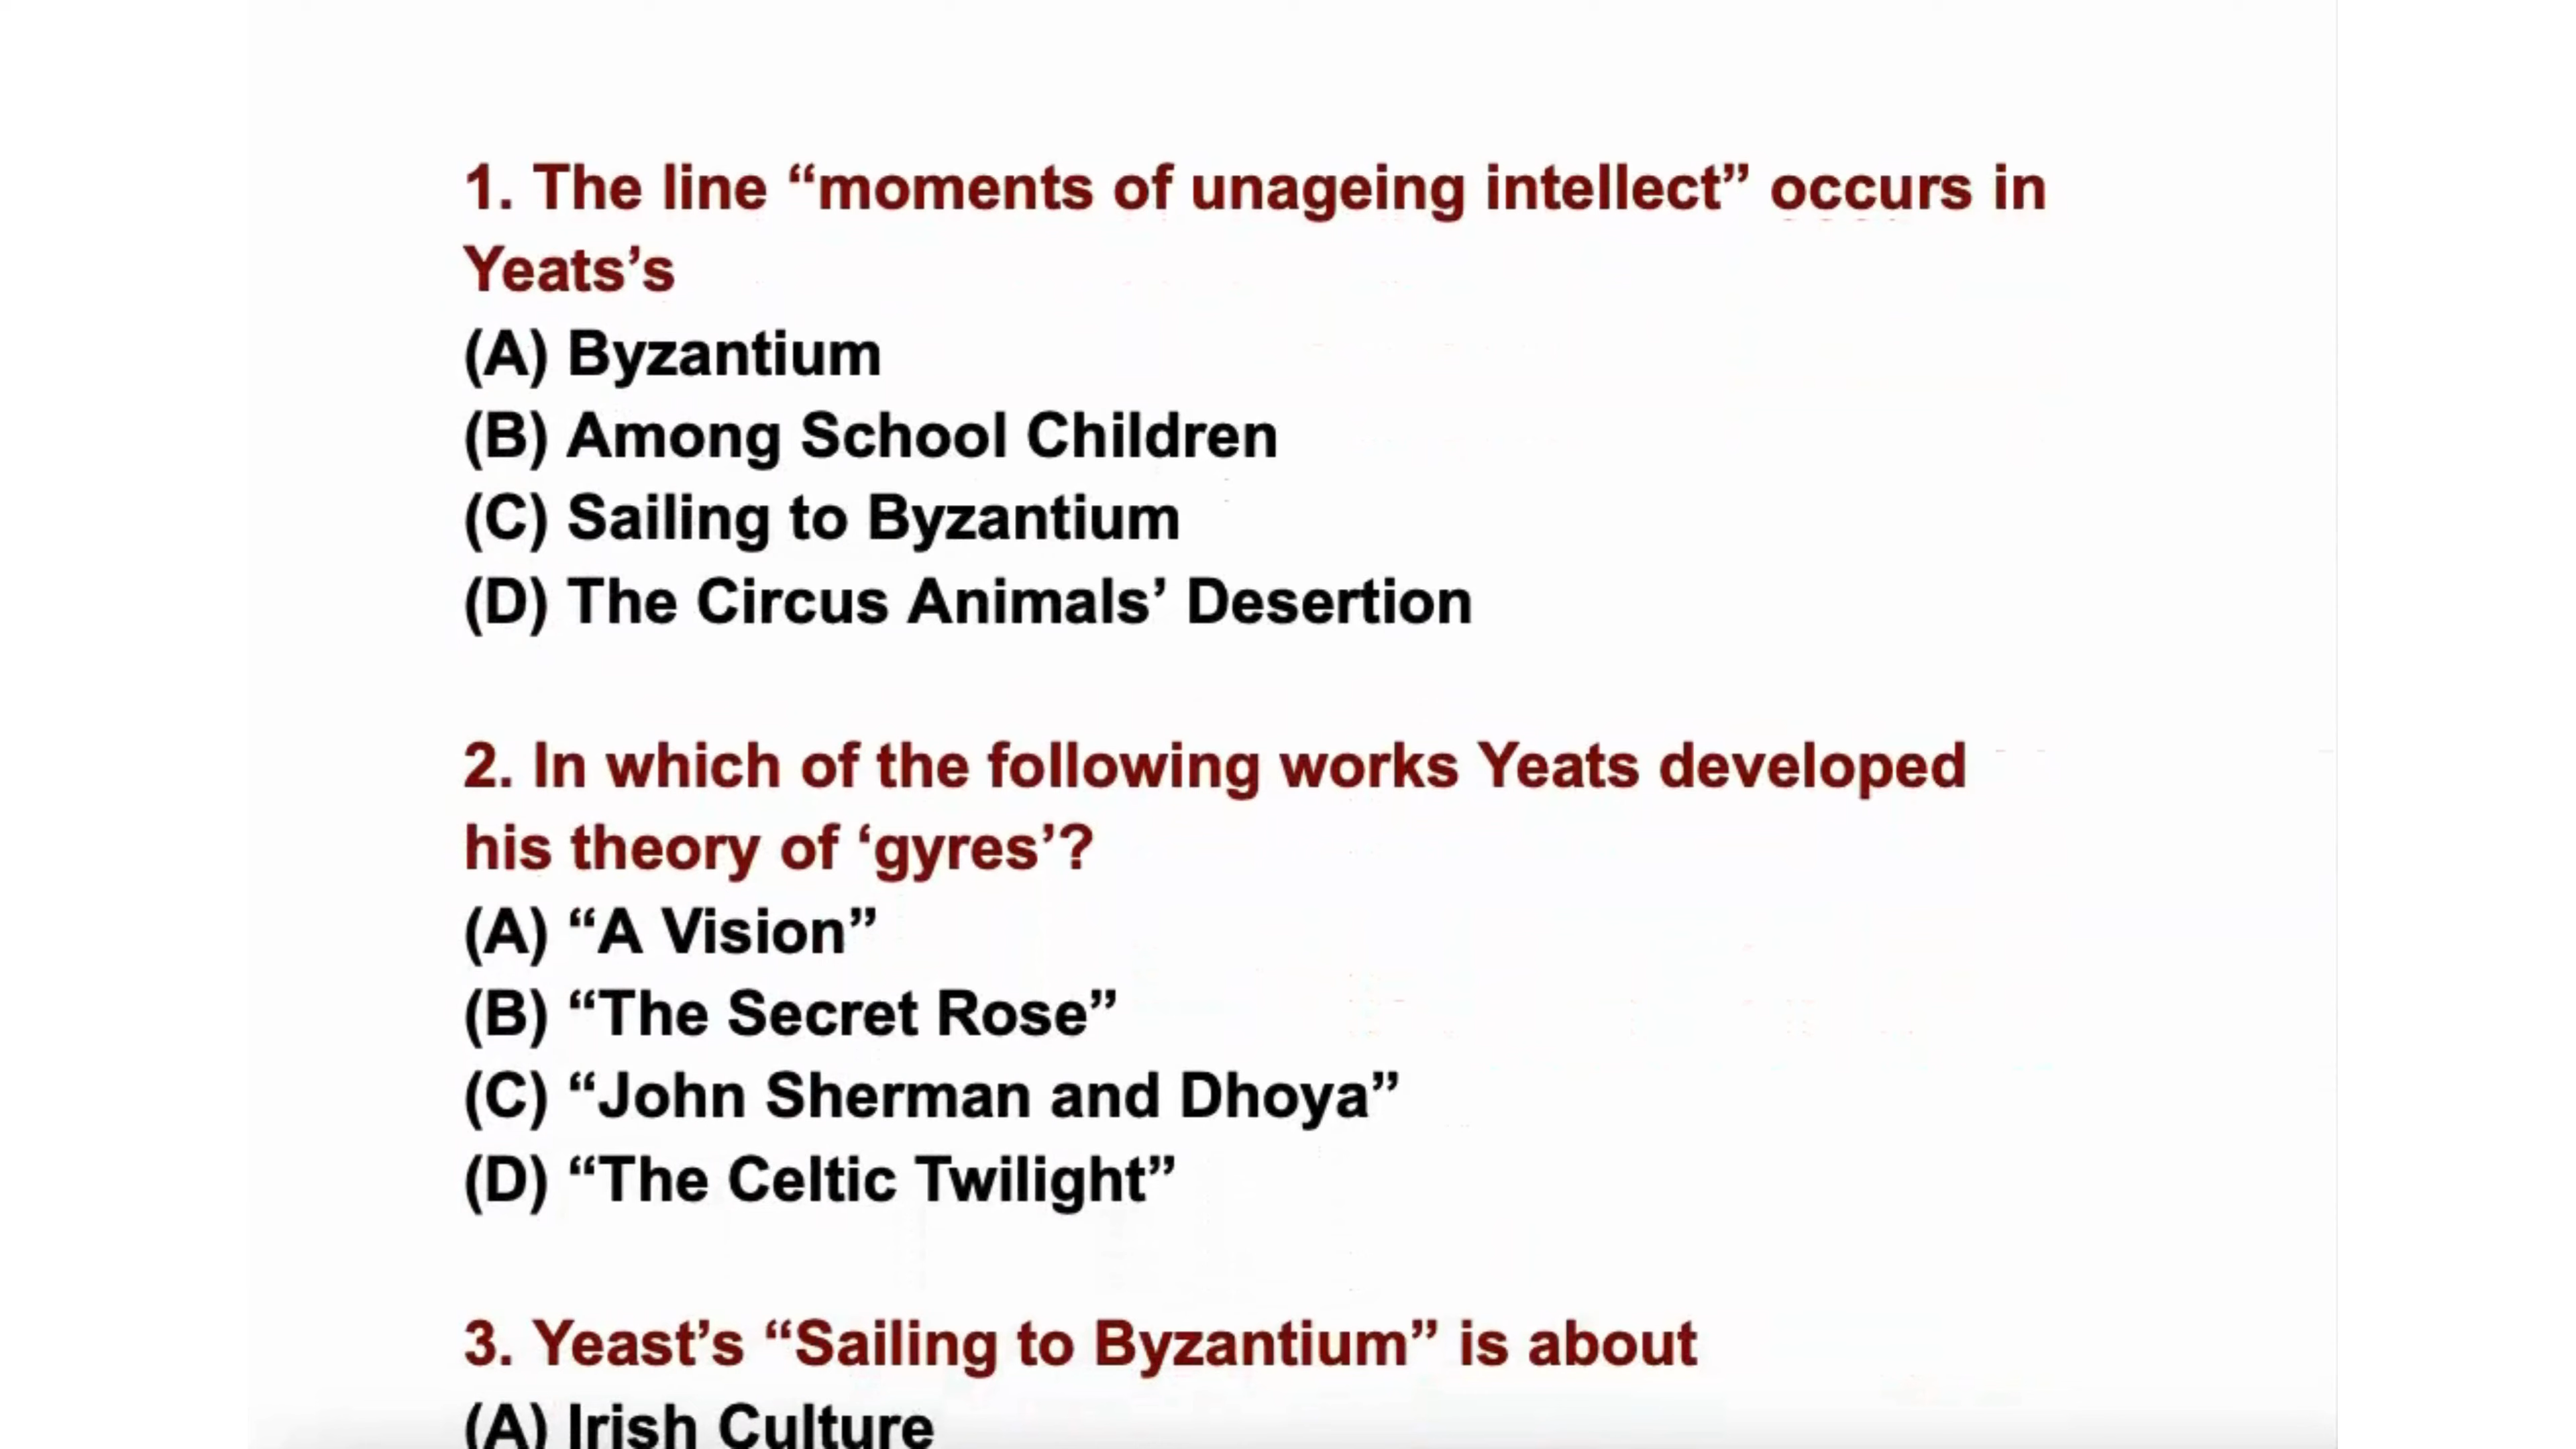 1. The line “moments of unageing intellect” occurs in
Yeats’s
(A) Byzantium
(B) Among School Children
(C) Sailing to Byzantium
(D) The Circus Animals’ Desertion
2. In which of the following works Yeats developed
his theory of ‘gyres’?
(A) “A Vision”
(B) “The Secret Rose”
(C) “John Sherman and Dhoya”
(D) “The Celtic Twilight”
3. Yeast’s “Sailing to Byzantium” is about
(A) Irish Culture